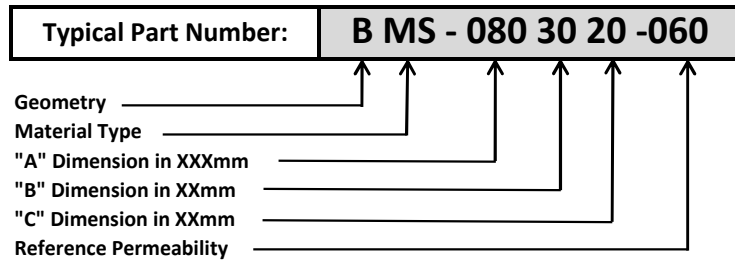 Typical Part Number: B MS - 080 30 20 -060
Geometry
Material Type
"A" Dimension in XXXmm
"B" Dimension in XXmm
"C" Dimension in XXmm
Reference Permeability